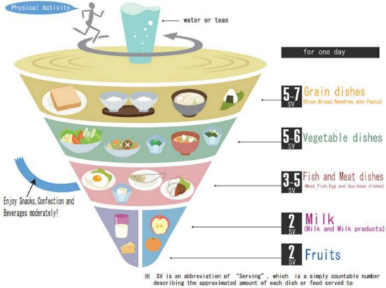 Physical Activity
water or teas
for one day
5~7 SV Grain dishes
(Rice,Bread,Noodles,and Pasta)
5-6 SV Vegetable dishes
3-5 SV Fish and Meat dishes
(Meat,Fish,Egg and Soy-bean dishes)
Enjoy Snacks,Confection and
Beverages moderately!
2 SV Milk
(Milk and Milk products)
2 SV Fruits
※ SV is an abbreviation of "Serving", which is a simply countable number
describing the approximated amount of each dish or food served to